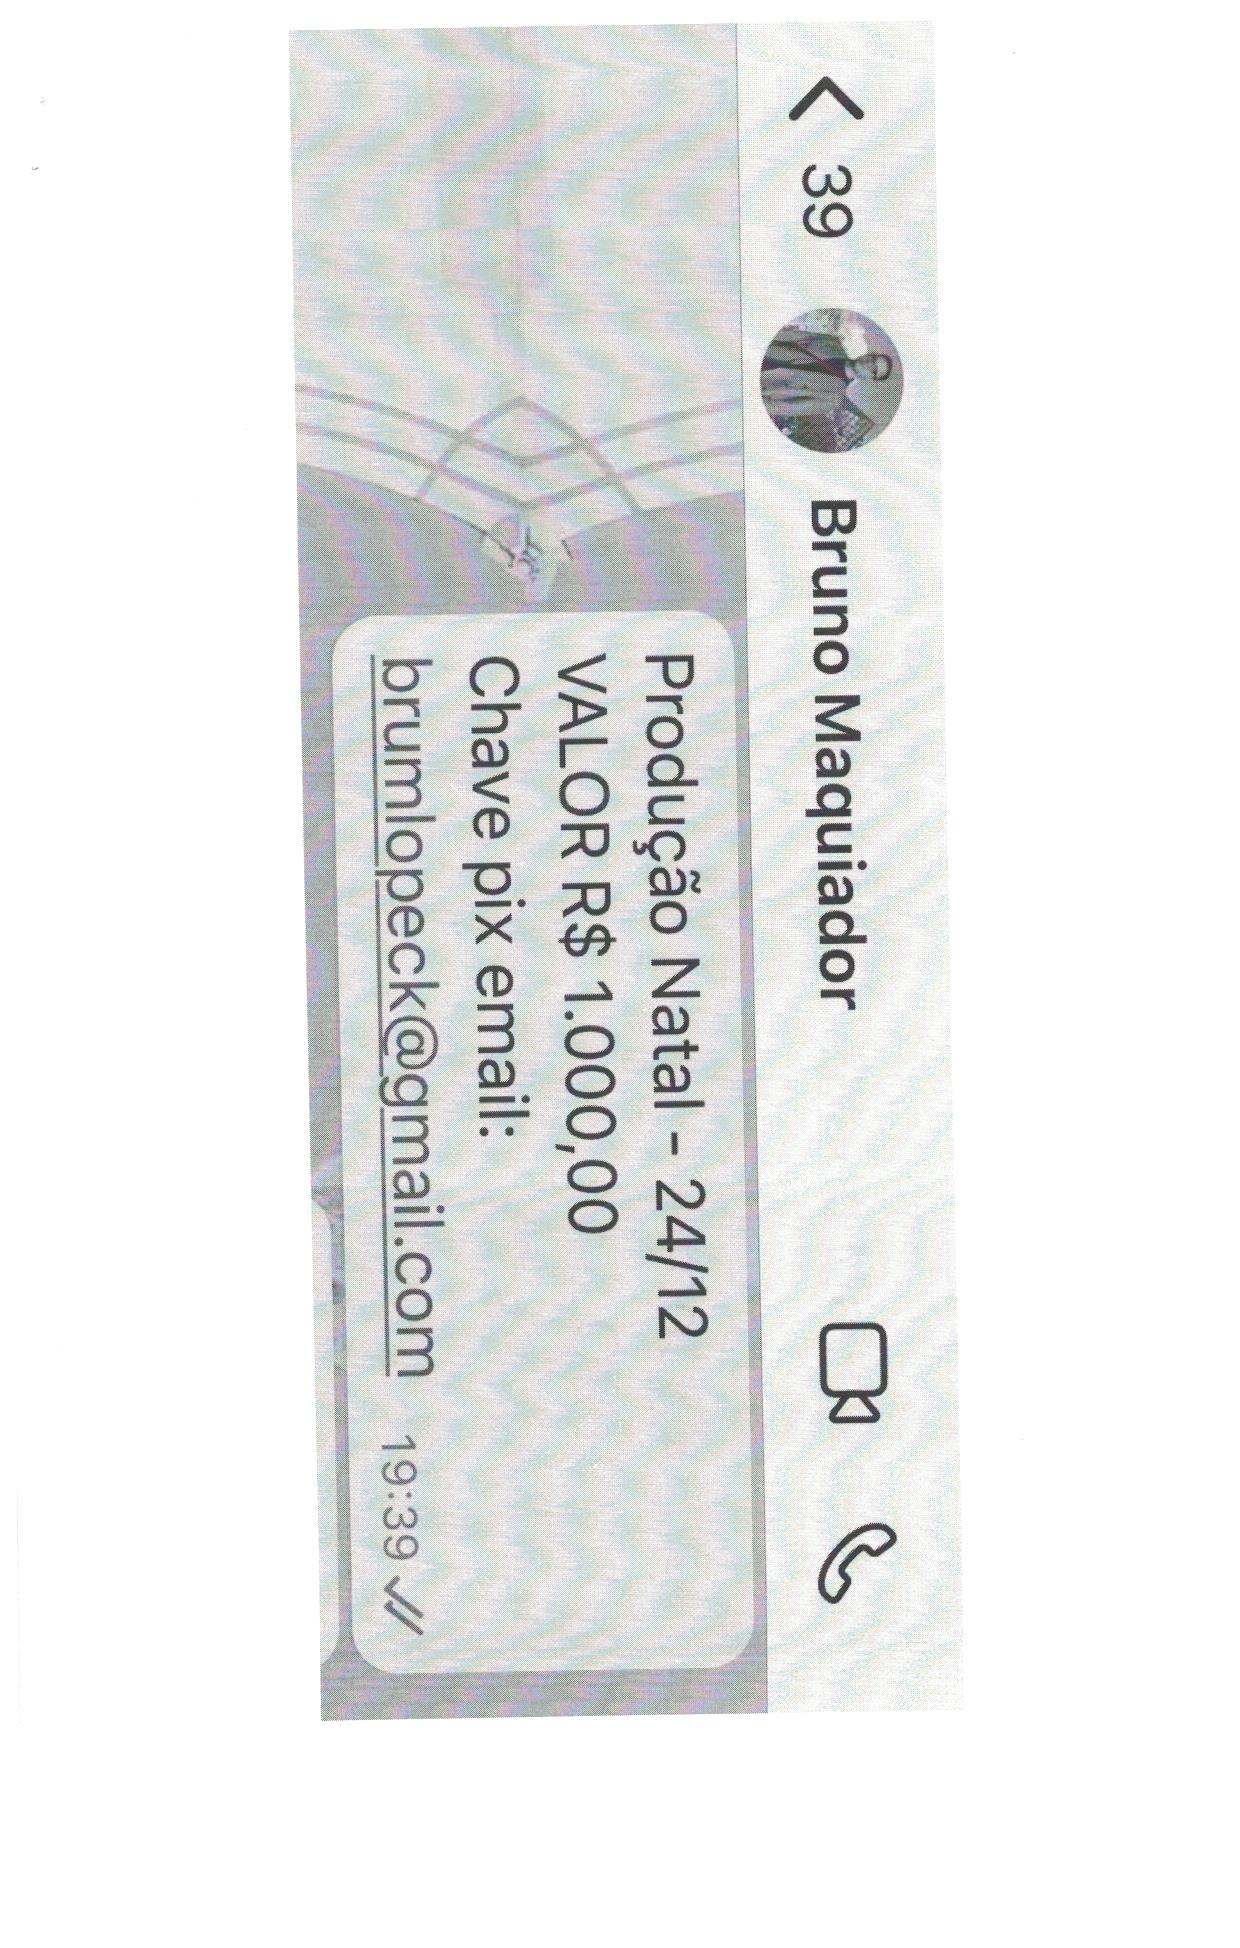 39
Bruno Maquiador
Produção Natal - 24/12
VALOR R$ 1.000,00
Chave pix email:
brumlopeck@gmail.com 19:39